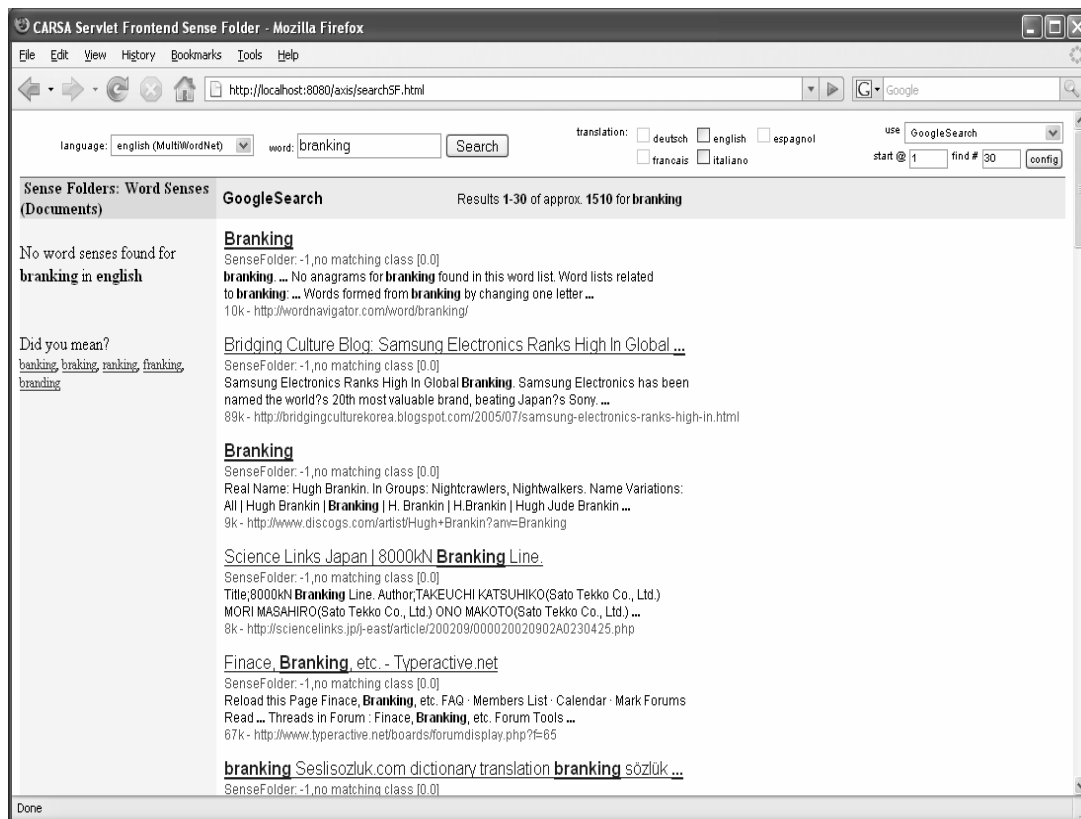 CARSA Servlet Frontend Sense Folder - Mozilla Firefox
File Edit View History Bookmarks Tools Help
http://localhost:8080/axis/searchSF.html
G Google
language: english (MultiWordNet) word: branking Search
translation: deutsch english espagnol
francais italiano
use GoogleSearch
start @ 1 find # 30 config
Sense Folders: Word Senses
(Documents)
GoogleSearch Results 1-30 of approx. 1510 for branking
No word senses found for
branking in english
Did you mean?
banking, braking, ranking, franking,
branding
Branking
SenseFolder: -1,no matching class [0.0]
branking. ... No anagrams for branking found in this word list. Word lists related
to branking: ... Words formed from branking by changing one letter ...
10k - http://wordnavigator.com/word/branking/
Bridging Culture Blog: Samsung Electronics Ranks High In Global ...
SenseFolder: -1,no matching class [0.0]
Samsung Electronics Ranks High In Global Branking. Samsung Electronics has been
named the world?s 20th most valuable brand, beating Japan?s Sony. ...
89k - http://bridgingculturekorea.blogspot.com/2005/07/samsung-electronics-ranks-high-in.html
Branking
SenseFolder: -1,no matching class [0.0]
Real Name: Hugh Brankin. In Groups: Nightcrawlers, Nightwalkers. Name Variations:
All | Hugh Brankin | Branking | H. Brankin | H.Brankin | Hugh Jude Brankin ...
9k - http://www.discogs.com/artist/Hugh+Brankin?anv=Branking
Science Links Japan | 8000kN Branking Line.
SenseFolder: -1,no matching class [0.0]
Title;8000kN Branking Line. Author;TAKEUCHI KATSUHIKO(Sato Tekko Co., Ltd.)
MORI MASAHIRO(Sato Tekko Co., Ltd.) ONO MAKOTO(Sato Tekko Co., Ltd.) ...
8k - http://sciencelinks.jp/j-east/article/200209/000020020902A0230425.php
Finace, Branking, etc. - Typeractive.net
SenseFolder: -1,no matching class [0.0]
Reload this Page Finace, Branking, etc. FAQ · Members List · Calendar · Mark Forums
Read ... Threads in Forum : Finace, Branking, etc. Forum Tools ...
67k - http://www.typeractive.net/boards/forumdisplay.php?f=65
branking Seslisozluk.com dictionary translation branking sözlük ...
SenseFolder: -1,no matching class [0.0]
Done